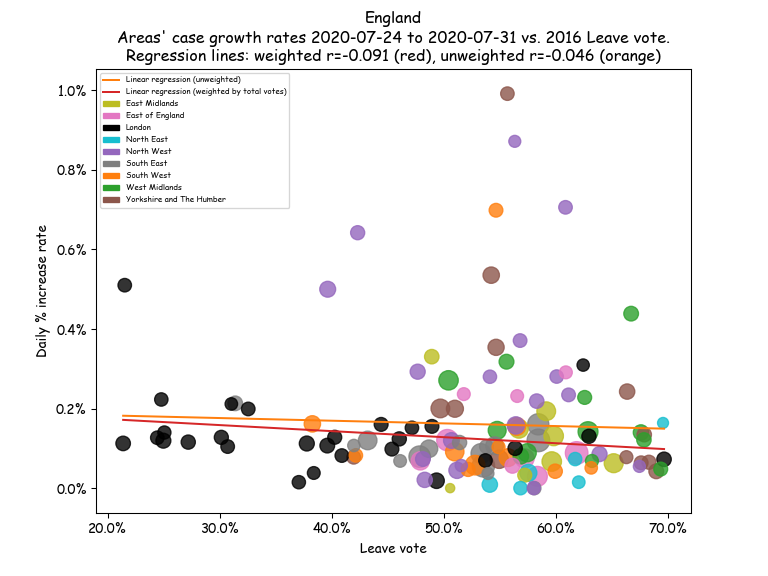 England
Areas' case growth rates 2020-07-24 to 2020-07-31 vs. 2016 Leave vote.
Regression lines: weighted r=-0.091 (red), unweighted r=-0.046 (orange)
Linear regression (unweighted)
Linear regression (weighted by total votes)
East Midlands
East of England
London
North East
North West
South East
South West
West Midlands
Yorkshire and The Humber
Daily % increase rate
1.0%
0.8%
0.6%
0.4%
0.2%
0.0%
20.0% 30.0% 40.0% 50.0% 60.0% 70.0%
Leave vote